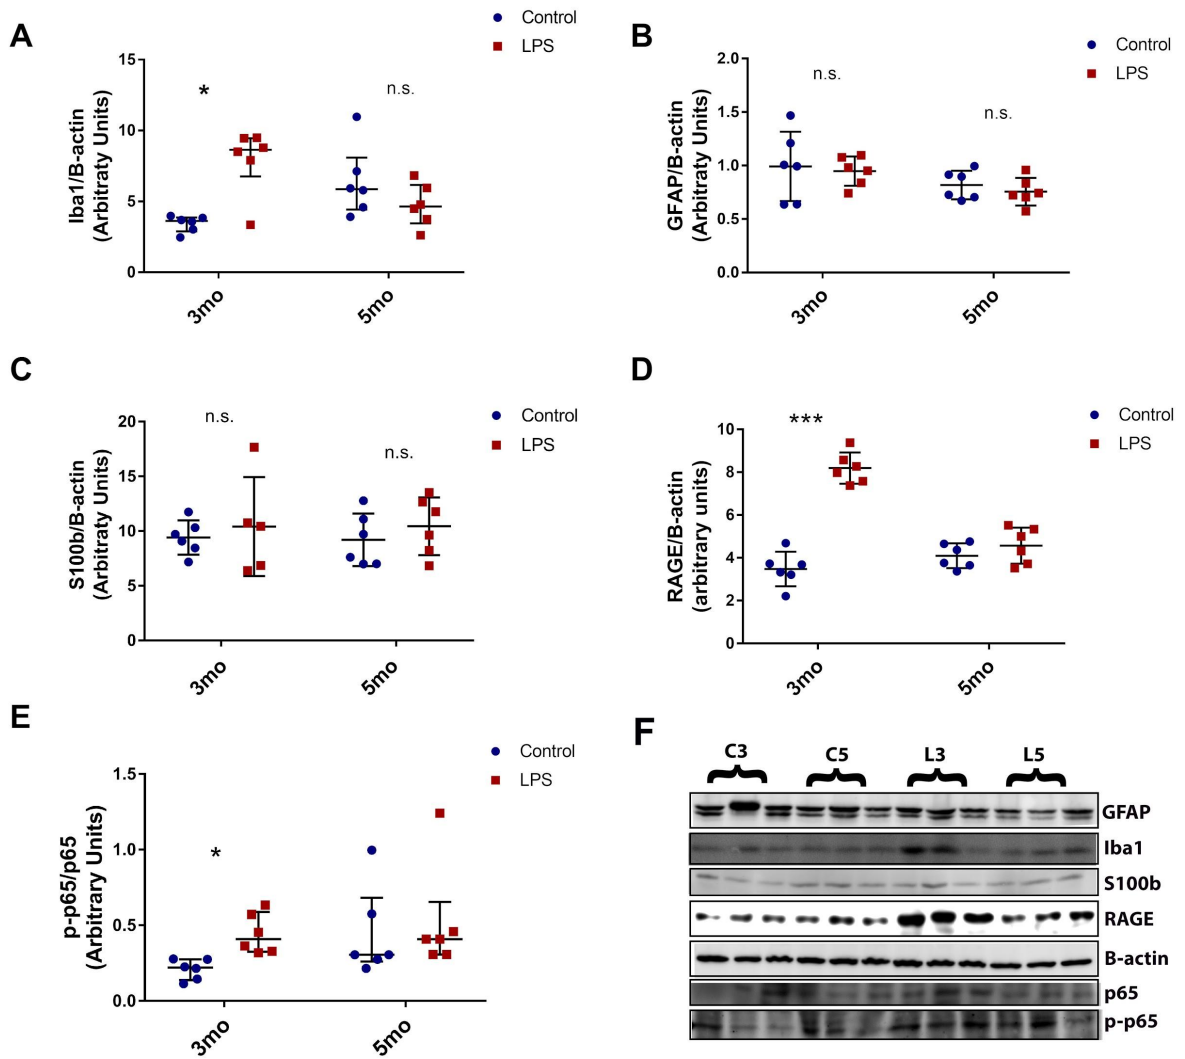 A
Control
LPS
15
10
5
0
Iba1/B-actin
(Arbitraty Units)
*
n.s.
3mo
5mo
B
Control
LPS
2.0
1.5
1.0
0.5
0.0
GFAP/B-actin
(Arbitraty Units)
n.s.
n.s.
3mo
5mo
C
Control
LPS
20
15
10
5
0
S100b/B-actin
(Arbitraty Units)
n.s.
n.s.
3mo
5mo
D
Control
LPS
10
8
6
4
2
0
RAGE/B-actin
(arbitrary units)
***
3mo
5mo
E
Control
LPS
1.5
1.0
0.5
0.0
p-p65/p65
(Arbitrary Units)
*
3mo
5mo
F
C3 C5 L3 L5
GFAP
Iba1
S100b
RAGE
B-actin
p65
p-p65